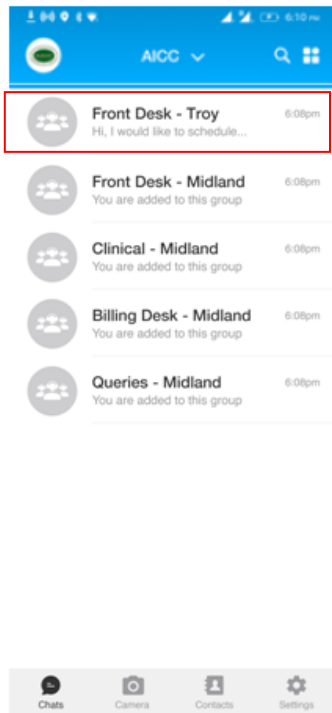 6:10 PM
AICC
Front Desk - Troy
6:08pm
Hi, I would like to schedule...
Front Desk - Midland
6:08pm
You are added to this group
Clinical - Midland
6:08pm
You are added to this group
Billing Desk - Midland
6:08pm
You are added to this group
Queries - Midland
6:08pm
You are added to this group
Chats
Camera
Contacts
Settings